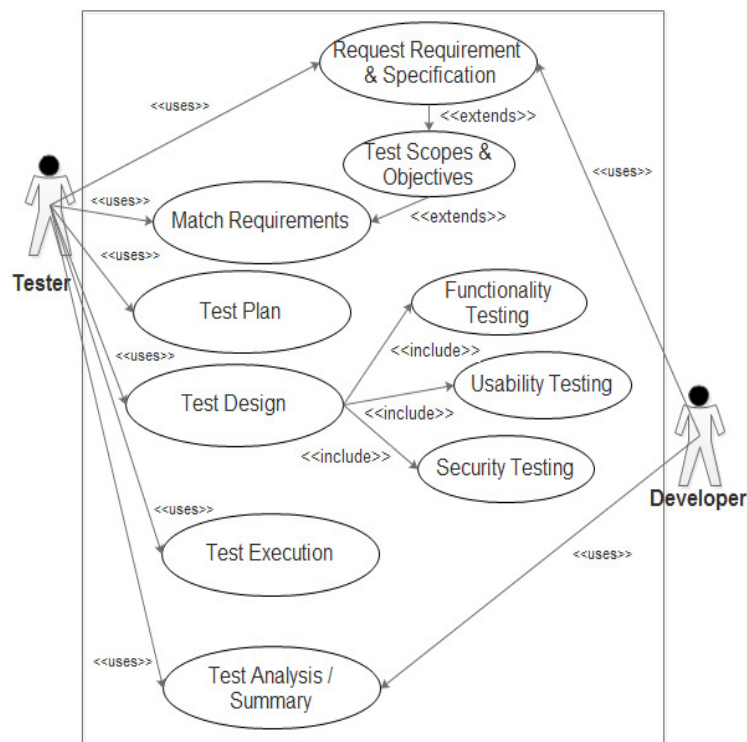 Request Requirement
& Specification
<<uses>>
<<extends>>
Test Scopes &
Objectives
<<uses>>
<<uses>>
Match Requirements
<<extends>>
Tester
<<uses>>
Test Plan
Functionality
Testing
<<uses>>
<<include>>
Usability Testing
Test Design
<<include>>
<<include>>
Security Testing
Developer
<<uses>>
Test Execution
<<uses>>
<<uses>>
Test Analysis /
Summary